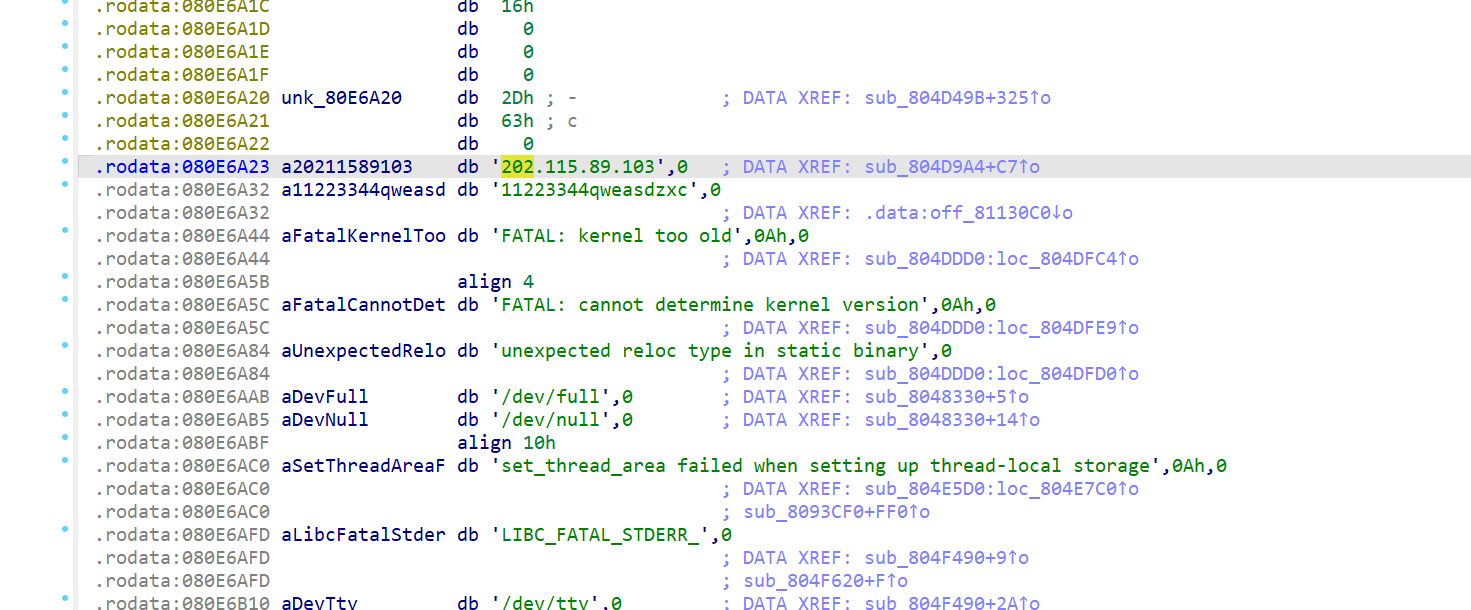 .rodata:080E6A1C db 16h
.rodata:080E6A1D db 0
.rodata:080E6A1E db 0
.rodata:080E6A1F db 0
.rodata:080E6A20 unk_80E6A20 db 2Dh ; - ; DATA XREF: sub_804D49B+325↑o
.rodata:080E6A21 db 63h ; c
.rodata:080E6A22 db 0
.rodata:080E6A23 a20211589103 db '202.115.89.103',0 ; DATA XREF: sub_804D9A4+C7↑o
.rodata:080E6A32 a11223344qweasd db '11223344qweasdzxc',0
.rodata:080E6A32 ; DATA XREF: .data:off_81130C0↓o
.rodata:080E6A44 aFatalKernelToo db 'FATAL: kernel too old',0Ah,0
.rodata:080E6A44 ; DATA XREF: sub_804DDD0:loc_804DFC4↑o
.rodata:080E6A5B align 4
.rodata:080E6A5C aFatalCannotDet db 'FATAL: cannot determine kernel version',0Ah,0
.rodata:080E6A5C ; DATA XREF: sub_804DDD0:loc_804DFE9↑o
.rodata:080E6A84 aUnexpectedRelo db 'unexpected reloc type in static binary',0
.rodata:080E6A84 ; DATA XREF: sub_804DDD0:loc_804DFD0↑o
.rodata:080E6AAB aDevFull db '/dev/full',0 ; DATA XREF: sub_8048330+5↑o
.rodata:080E6AB5 aDevNull db '/dev/null',0 ; DATA XREF: sub_8048330+14↑o
.rodata:080E6ABF align 10h
.rodata:080E6AC0 aSetThreadAreaF db 'set_thread_area failed when setting up thread-local storage',0Ah,0
.rodata:080E6AC0 ; DATA XREF: sub_804E5D0:loc_804E7C0↑o
.rodata:080E6AC0 ; sub_8093CF0+FF0↑o
.rodata:080E6AFD aLibcFatalStder db 'LIBC_FATAL_STDERR_',0
.rodata:080E6AFD ; DATA XREF: sub_804F490+9↑o
.rodata:080E6AFD ; sub_804F620+F↑o
.rodata:080E6B10 aDevTty db '/dev/tty',0 ; DATA XREF: sub_804F490+2A↑o